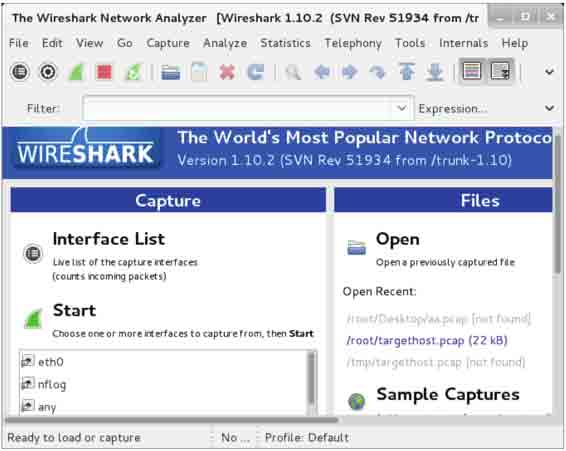 The Wireshark Network Analyzer [Wireshark 1.10.2 (SVN Rev 51934 from /tr
File Edit View Go Capture Analyze Statistics Telephony Tools Internals Help
Filter: Expression...
WIRESHARK
The World's Most Popular Network Protoco
Version 1.10.2 (SVN Rev 51934 from /trunk-1.10)
Capture
Interface List
Live list of the capture interfaces
(counts incoming packets)
Start
Choose one or more interfaces to capture from, then Start
eth0
nflog
any
Files
Open
Open a previously captured file
Open Recent:
/root/Desktop/aa.pcap [not found]
/root/targethost.pcap (22 kB)
/tmp/targethost.pcap [not found]
Sample Captures
Ready to load or capture No ... Profile: Default